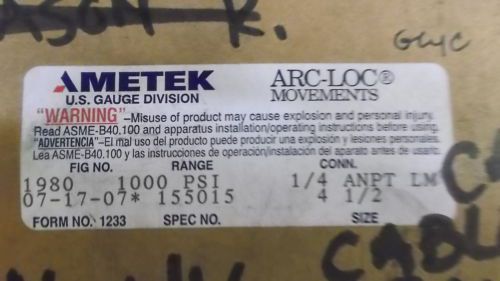 ASON K.
Glyc
AMETEK
U.S. GAUGE DIVISION
ARC-LOC®
MOVEMENTS
"WARNING" –Misuse of product may cause explosion and personal injury.
Read ASME-B40.100 and apparatus installation/operating instructions before using.
"ADVERTENCIA"–El mal uso del producto puede producir una explosión y lesiones personales.
Lea ASME-B40.100 y las instrucciones de operación/instalación del aparato antes de usarlo.
FIG NO. RANGE CONN.
1980 1000 PSI 1/4 ANPT LM
07-17-07* 155015 4 1/2
FORM NO. 1233 SPEC NO. SIZE
CABL